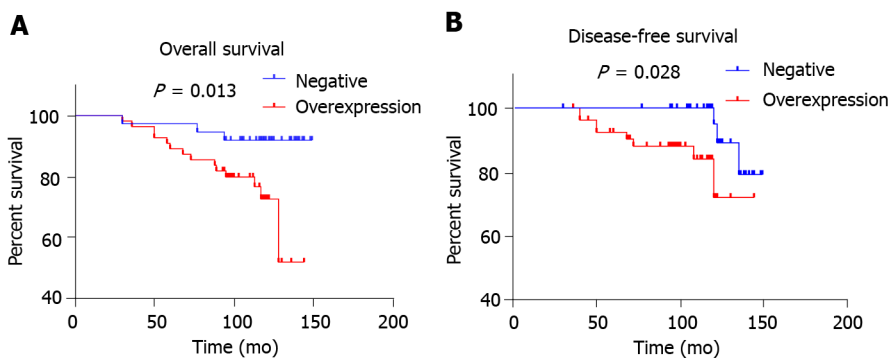 A
Overall survival
P = 0.013
Negative
Overexpression
Percent survival
100
80
60
40
0
50
100
150
200
Time (mo)
B
Disease-free survival
P = 0.028
Negative
Overexpression
Percent survival
100
80
60
40
0
50
100
150
200
Time (mo)